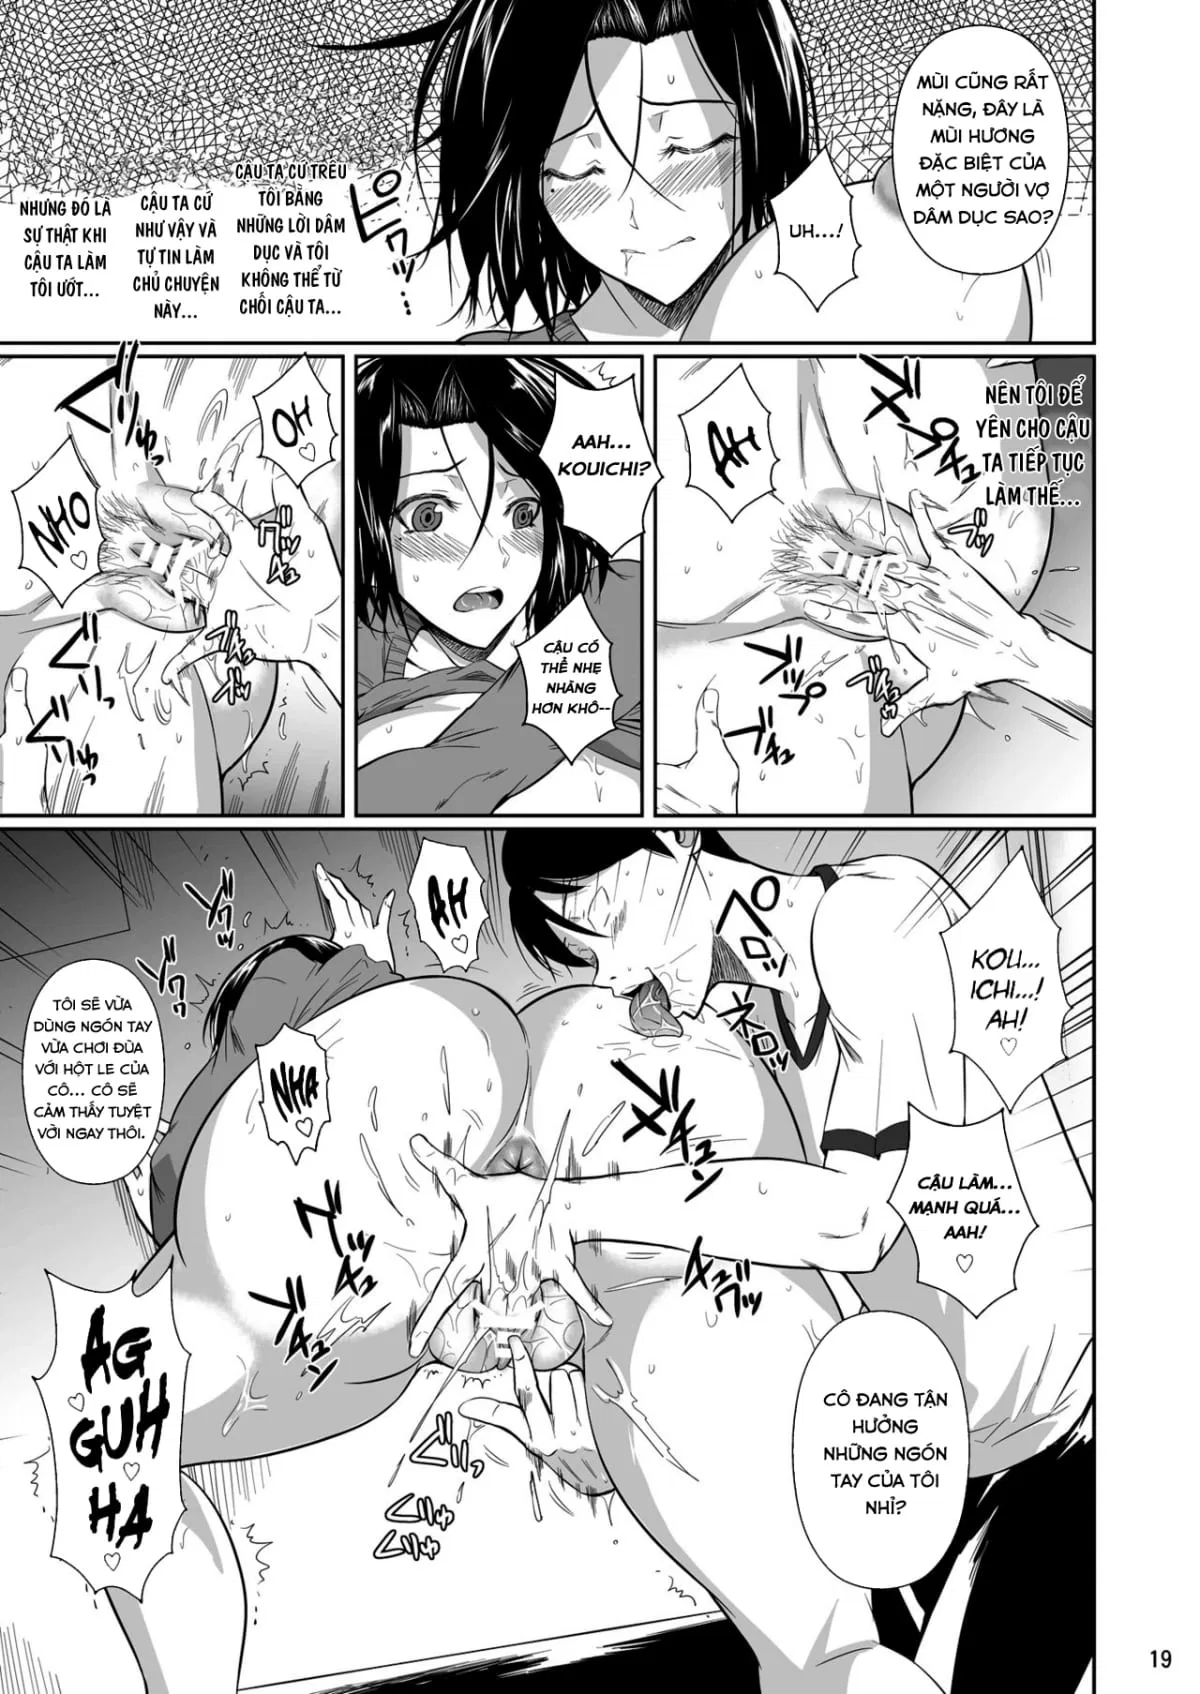 MÙI CŨNG RẤT
NẶNG, ĐÂY LÀ
MÙI HƯƠNG
ĐẶC BIỆT CỦA
MỘT NGƯỜI VỢ
DÂM DỤC SAO?
UH...!
CẬU TA CỨ TRÊU
TÔI BẰNG
NHỮNG LỜI DÂM
DỤC VÀ TÔI
KHÔNG THỂ TỪ
CHỐI CẬU TA...
CẬU TA CỨ
NHƯ VẬY VÀ
TỰ TIN LÀM
CHỦ CHUYỆN
NÀY...
NHƯNG ĐÓ LÀ
SỰ THẬT KHI
CẬU TA LÀM
TÔI ƯỚT...
NÊN TÔI ĐỂ
YÊN CHO CẬU
TA TIẾP TỤC
LÀM THẾ...
AH
AAH...
KOUICHI?
CẬU CÓ
THỂ NHẸ
NHÀNG
HƠN KHÔ--
OH
NHO
KOU...
ICHI...!
AH!
AH
TÔI SẼ VỪA
DÙNG NGÓN TAY
VỪA CHƠI ĐÙA
VỚI HỘT LE CỦA
CÔ... CÔ SẼ
CẢM THẤY TUYỆT
VỜI NGAY THÔI.
NHA
CẬU LÀM...
MẠNH QUÁ...
AAH!
CÔ ĐANG TẬN
HƯỞNG
NHỮNG NGÓN
TAY CỦA TÔI
NHỈ?
AG
GUH
HA
19